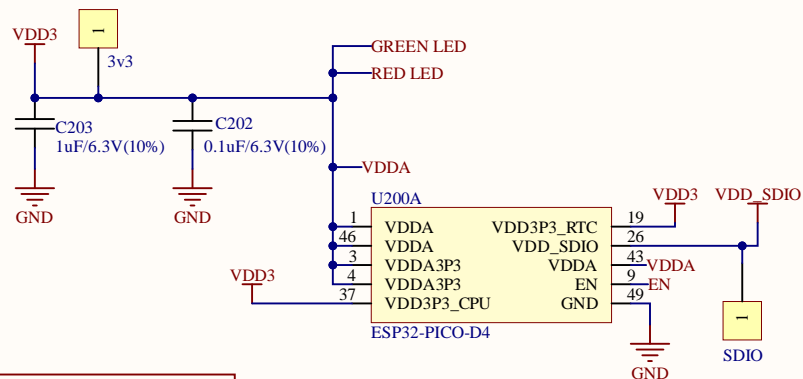 1
VDD3
3v3
GREEN LED
RED LED
C203
1uF/6.3V(10%)
C202
0.1uF/6.3V(10%)
GND
GND
VDDA
U200A
1 VDDA VDD3P3_RTC 19 VDD3 VDD_SDIO
46 VDDA VDD_SDIO 26
3 VDDA3P3 VDDA 43 VDDA
4 VDDA3P3 EN 9 EN
VDD3 37 VDD3P3_CPU GND 49
1
ESP32-PICO-D4
SDIO
GND